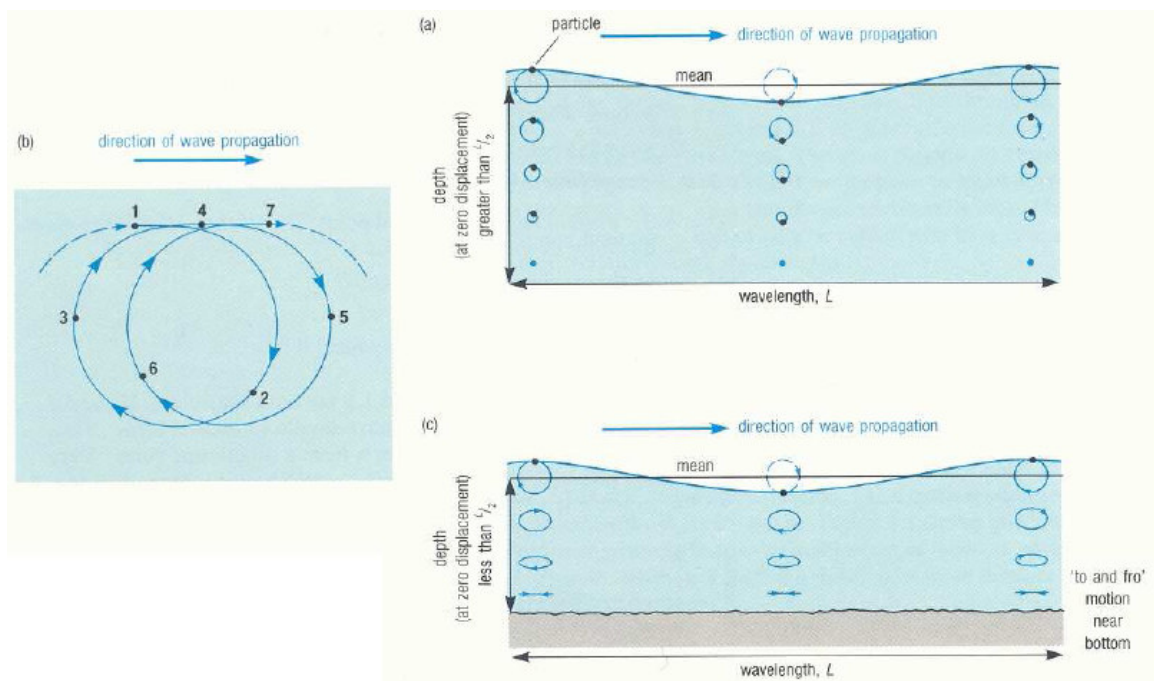 (a)
particle
direction of wave propagation
mean
depth
(at zero displacement)
greater than L/2
wavelength, L
(b)
direction of wave propagation
1
4
7
3
5
6
2
(c)
direction of wave propagation
mean
depth
(at zero displacement)
less than L/2
'to and fro'
motion
near
bottom
wavelength, L